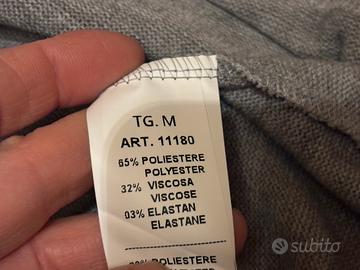 TG. M
ART. 11180
65% POLIESTERE
POLYESTER
32% VISCOSA
VISCOSE
03% ELASTAN
ELASTANE
subito